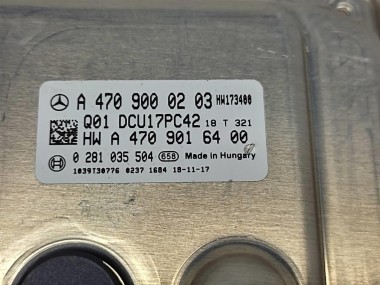 A 470 900 02 03 HW173400
Q01 DCU17PC42 18 T 321
HW A 470 901 64 00
0 281 035 504 658 Made in Hungary
1039T30776 0237 1684 18-11-17